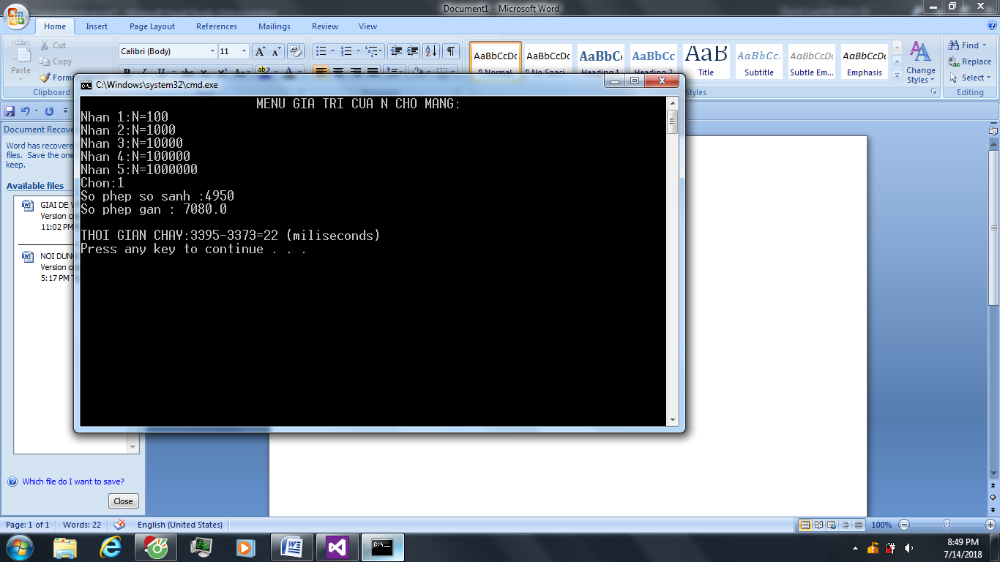 Document1 - Microsoft Word
Home Insert Page Layout References Mailings Review View
Cut
Copy
Paste
Clipboard
Calibri (Body) 11
AaBbCcDc AaBbCcDc AaBbC AaBbCc AaB AaBbCc. AaBbCcDc AaBbCcDc
¶ Normal ¶ No Spaci... Heading 1 Heading 2 Title Subtitle Subtle Em... Emphasis
Change
Styles
Styles
Find
Replace
Select
Editing
Document Recove
Word has recovere
files. Save the one
keep.
Available files
GIAI DE
Version
11:02 PM
NOI DUN
Version
5:17 PM
Which file do I want to save?
Close
C:\Windows\system32\cmd.exe
MENU GIA TRI CUA N CHO MANG:
Nhan 1:N=100
Nhan 2:N=1000
Nhan 3:N=10000
Nhan 4:N=100000
Nhan 5:N=1000000
Chon:1
So phep so sanh :4950
So phep gan : 7080.0
THOI GIAN CHAY:3395-3373=22 (miliseconds)
Press any key to continue . . .
Page: 1 of 1 Words: 22 English (United States) 100%
8:49 PM
7/14/2018